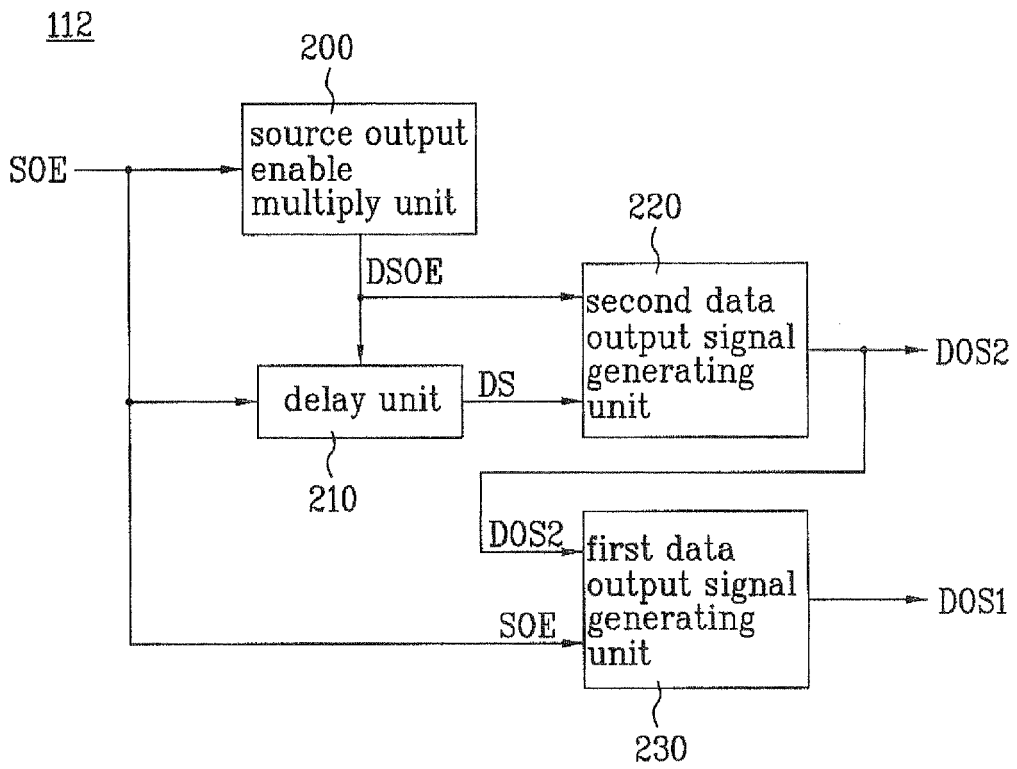 112
200
source output
enable
multiply unit
SOE
220
DSOE
second data
output signal
generating
unit
DOS2
delay unit
DS
210
DOS2
first data
output signal
generating
unit
SOE
DOS1
230